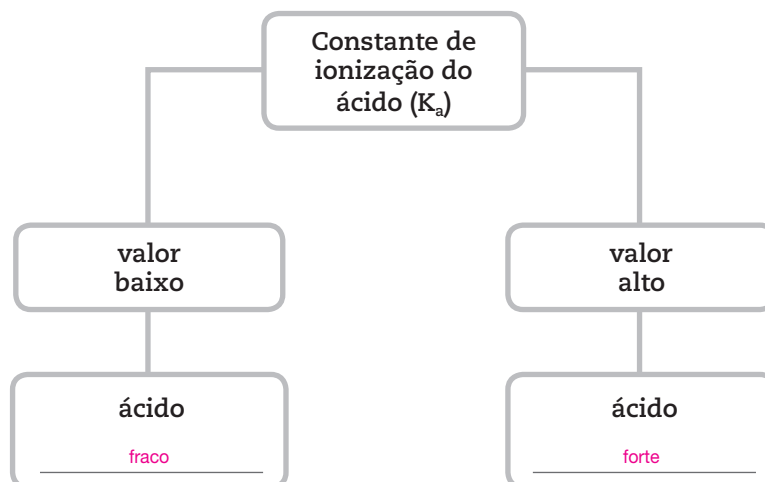 Constante de
ionização do
ácido (Kₐ)
valor
baixo
valor
alto
ácido
fraco
ácido
forte